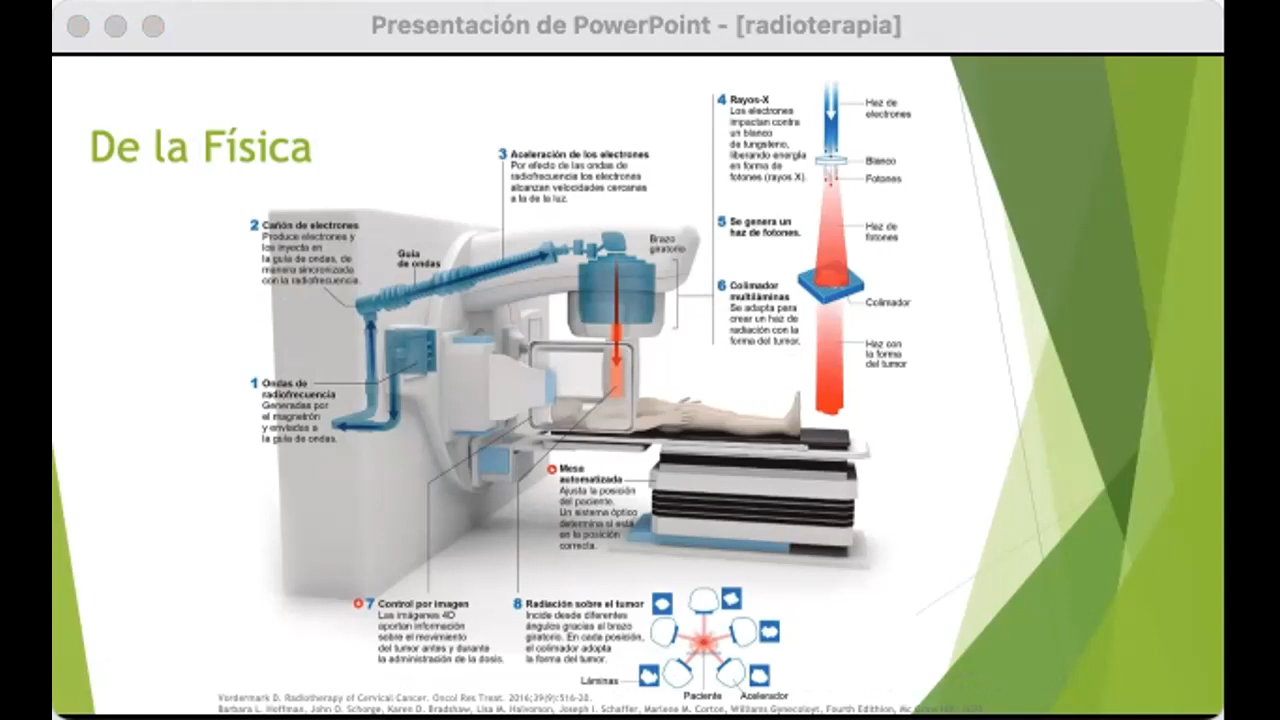 Presentación de PowerPoint - [radioterapia]
De la Física
1 Ondas de
radiofrecuencia
Generadas por
el magnetrón
y enviadas a
la guía de ondas.
2 Cañón de electrones
Produce electrones y
los inyecta en
la guía de ondas, de
manera sincronizada
con la radiofrecuencia.
Guía
de ondas
3 Aceleración de los electrones
Por efecto de las ondas de
radiofrecuencia los electrones
alcanzan velocidades cercanas
a la de la luz.
Brazo
giratorio
4 Rayos-X
Los electrones
impactan contra
un blanco
de tungsteno,
liberando energía
en forma de
fotones (rayos X).
5 Se genera un
haz de fotones.
6 Colimador
multiláminas
Se adapta para
crear un haz de
radiación con la
forma del tumor.
Haz de
electrones
Blanco
Fotones
Haz de
fotones
Colimador
Haz con
la forma
del tumor
Mesa
automatizada
Ajusta la posición
del paciente.
Un sistema óptico
determina si está
en la posición
correcta.
7 Control por imagen
Las imágenes 4D
aportan información
sobre el movimiento
del tumor antes y durante
la administración de la dosis.
8 Radiación sobre el tumor
Incide desde diferentes
ángulos gracias al brazo
giratorio. En cada posición,
el colimador adopta
la forma del tumor.
Láminas
Paciente
Acelerador
Vordermark D. Radiotherapy of Cervical Cancer. Oncol Res Treat. 2016;39(9):516-20.
Barbara L. Hoffman, John O. Schorge, Karen D. Bradshaw, Lisa M. Halvorson, Joseph I. Schaffer, Marlene M. Corton, Williams Gynecoloyt, Fourth Edithion, Mc